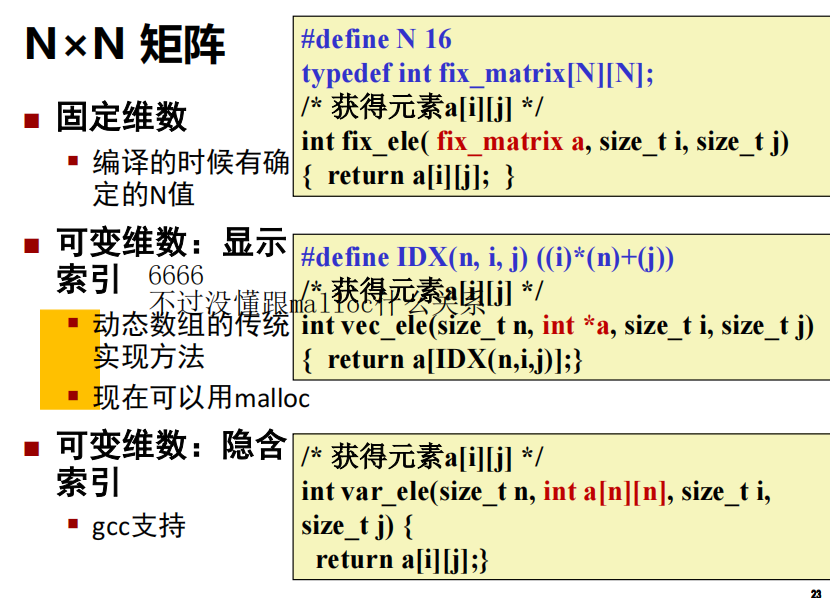 N×N 矩阵
■ 固定维数
▪ 编译的时候有确
定的N值
■ 可变维数：显示
索引
▪ 动态数组的传统
实现方法
▪ 现在可以用malloc
■ 可变维数：隐含
索引
▪ gcc支持
6666
不过没懂跟malloc什么关系
#define N 16
typedef int fix_matrix[N][N];
/* 获得元素a[i][j] */
int fix_ele( fix_matrix a, size_t i, size_t j)
{  return a[i][j];  }
#define IDX(n, i, j) ((i)*(n)+(j))
/* 获得元素a[i][j] */
int vec_ele(size_t n, int *a, size_t i, size_t j)
{  return a[IDX(n,i,j)];}
/* 获得元素a[i][j] */
int var_ele(size_t n, int a[n][n], size_t i,
size_t j) {
  return a[i][j];}
23